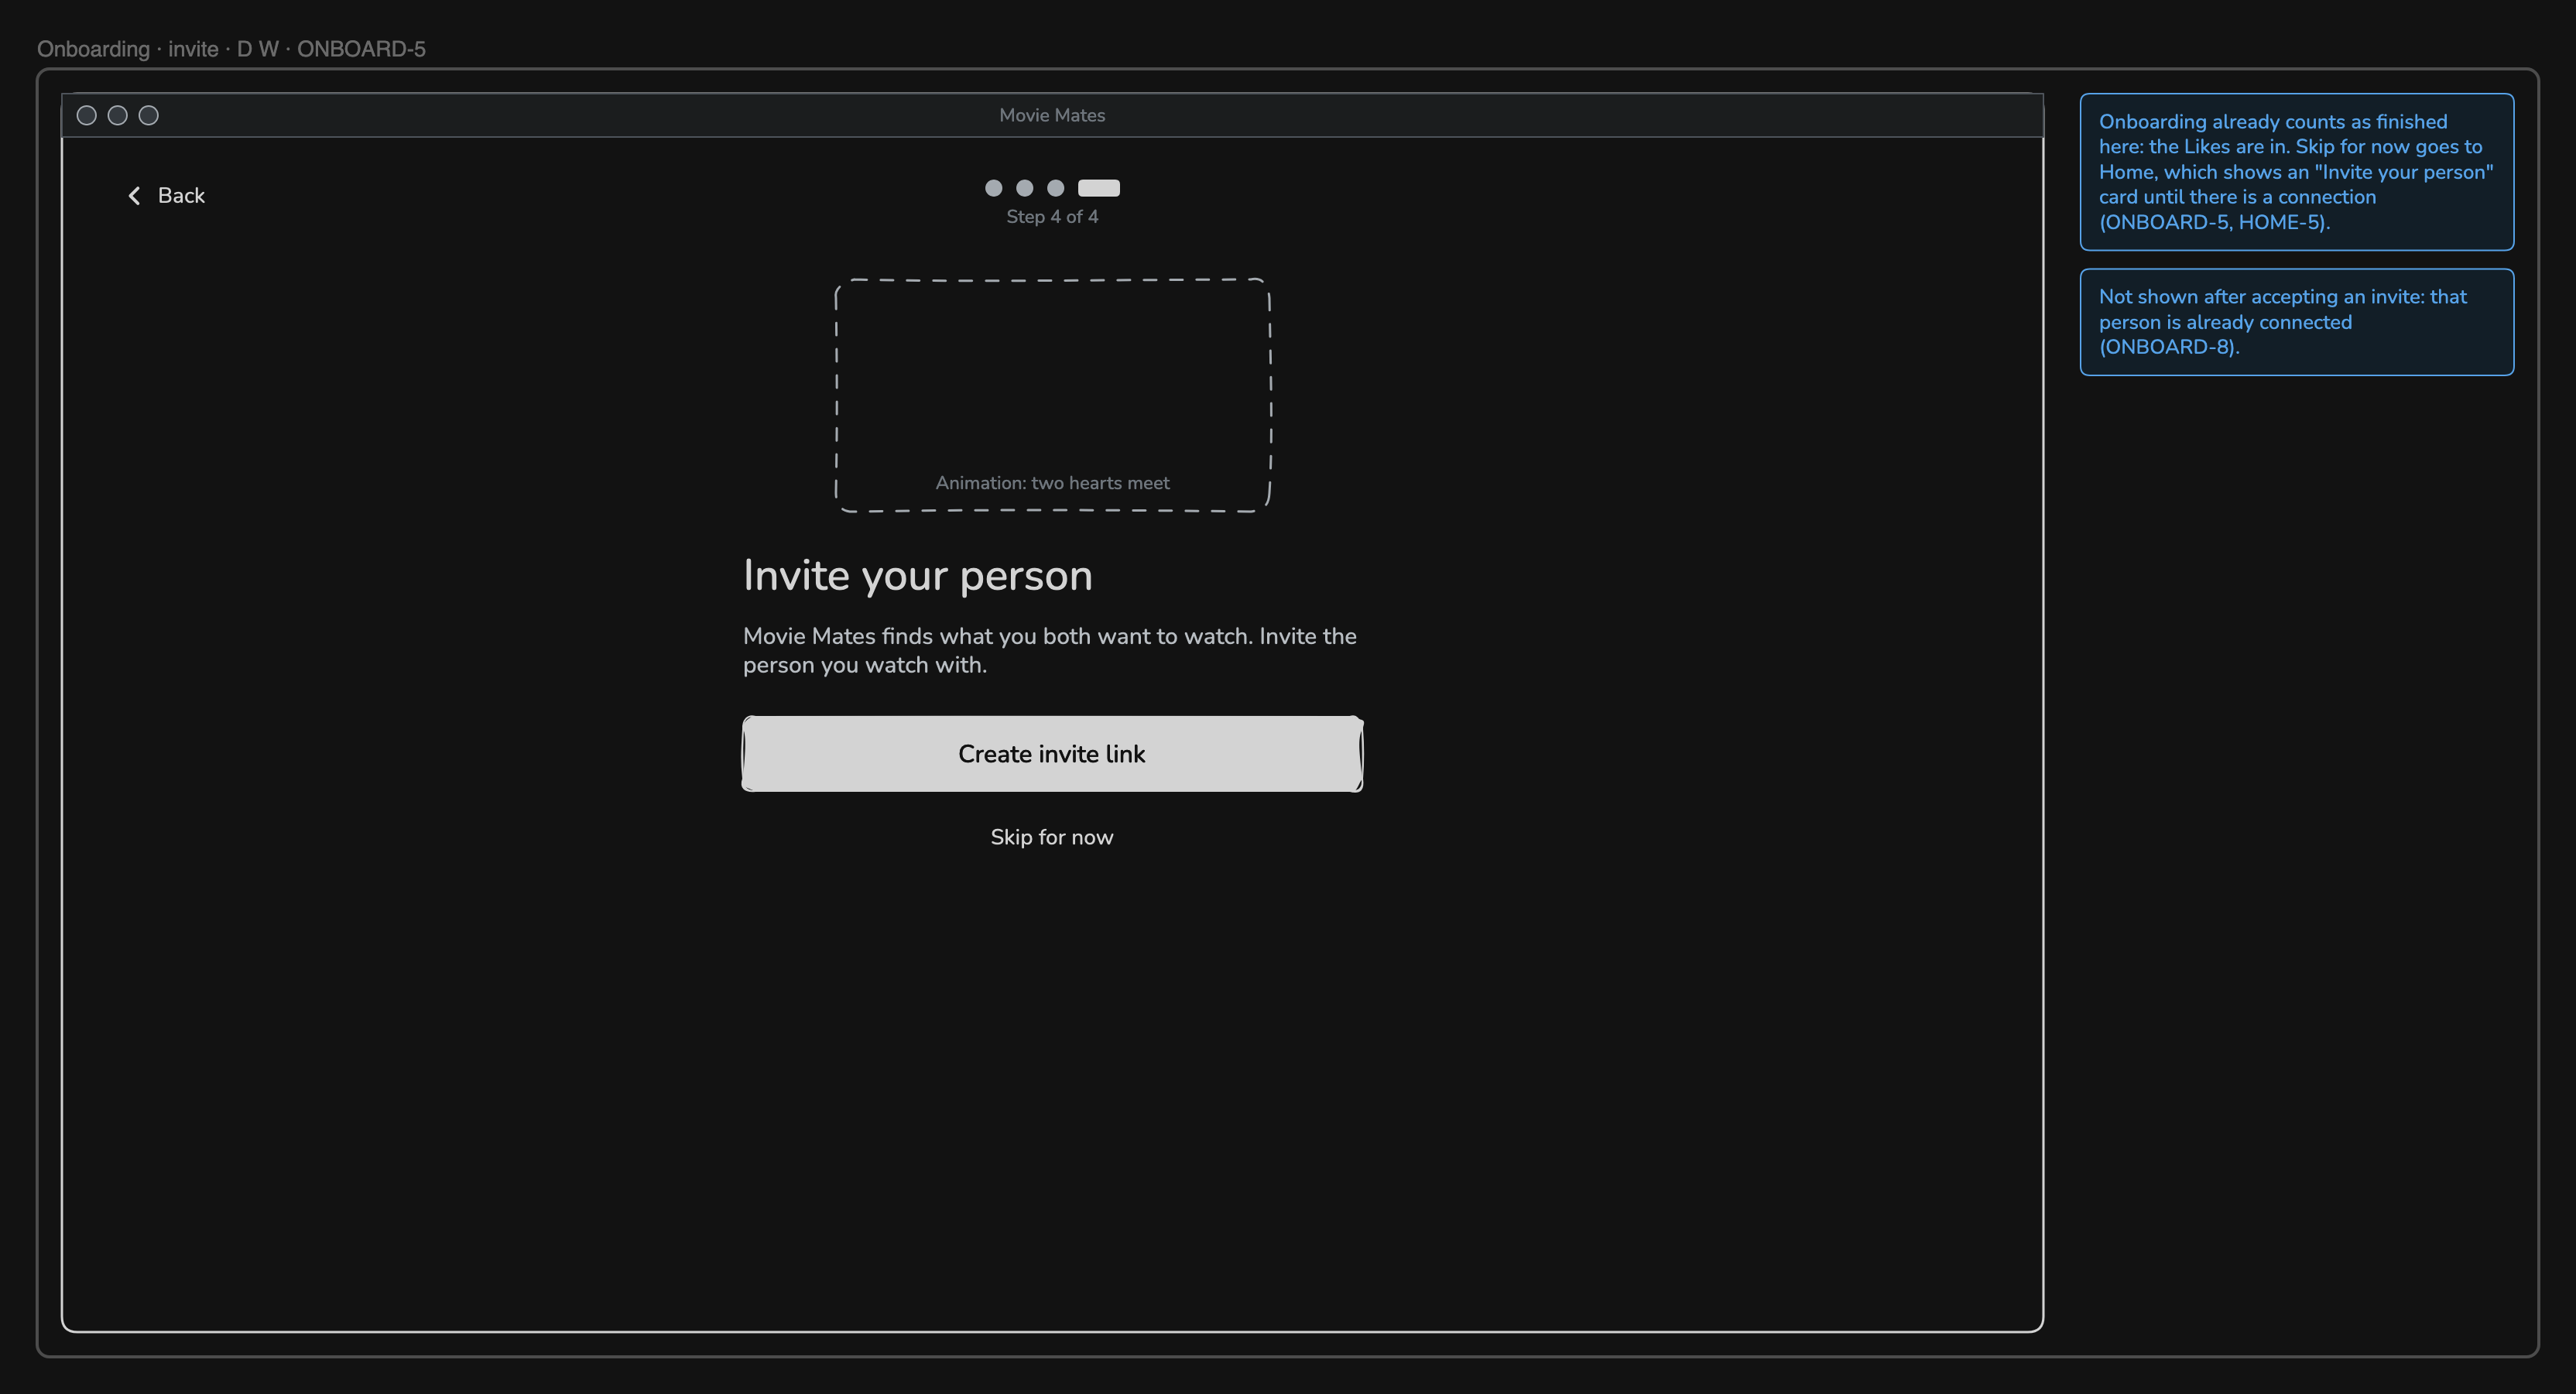 Onboarding · invite · D W · ONBOARD-5
Movie Mates
Back
Step 4 of 4
Animation: two hearts meet
Invite your person
Movie Mates finds what you both want to watch. Invite the
person you watch with.
Create invite link
Skip for now
Onboarding already counts as finished
here: the Likes are in. Skip for now goes to
Home, which shows an "Invite your person"
card until there is a connection
(ONBOARD-5, HOME-5).
Not shown after accepting an invite: that
person is already connected
(ONBOARD-8).